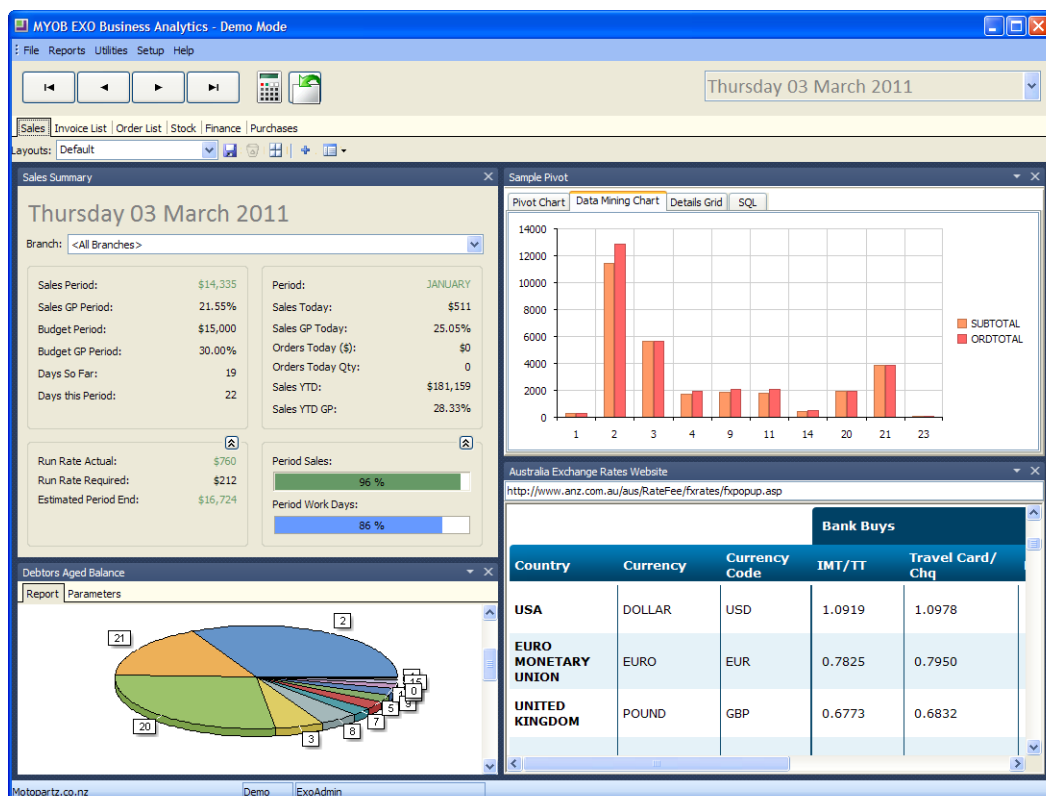 MYOB EXO Business Analytics - Demo Mode
File Reports Utilities Setup Help
Thursday 03 March 2011
Sales Invoice List Order List Stock Finance Purchases
Layouts: Default
Sales Summary
Thursday 03 March 2011
Branch: <All Branches>
Sales Period: $14,335
Sales GP Period: 21.55%
Budget Period: $15,000
Budget GP Period: 30.00%
Days So Far: 19
Days this Period: 22
Period: JANUARY
Sales Today: $511
Sales GP Today: 25.05%
Orders Today ($): $0
Orders Today Qty: 0
Sales YTD: $181,159
Sales YTD GP: 28.33%
Run Rate Actual: $760
Run Rate Required: $212
Estimated Period End: $16,724
Period Sales:
96 %
Period Work Days:
86 %
Debtors Aged Balance
Report Parameters
2
21
20
3
8
7
5
9
0
15
Sample Pivot
Pivot Chart Data Mining Chart Details Grid SQL
14000
12000
10000
8000
6000
4000
2000
0
1 2 3 4 9 11 14 20 21 23
SUBTOTAL
ORDTOTAL
Australia Exchange Rates Website
http://www.anz.com.au/aus/RateFee/fxrates/fxpopup.asp
Bank Buys
Country Currency Currency Code IMT/TT Travel Card/ Chq
USA DOLLAR USD 1.0919 1.0978
EURO MONETARY UNION EURO EUR 0.7825 0.7950
UNITED KINGDOM POUND GBP 0.6773 0.6832
Motopartz.co.nz Demo ExoAdmin